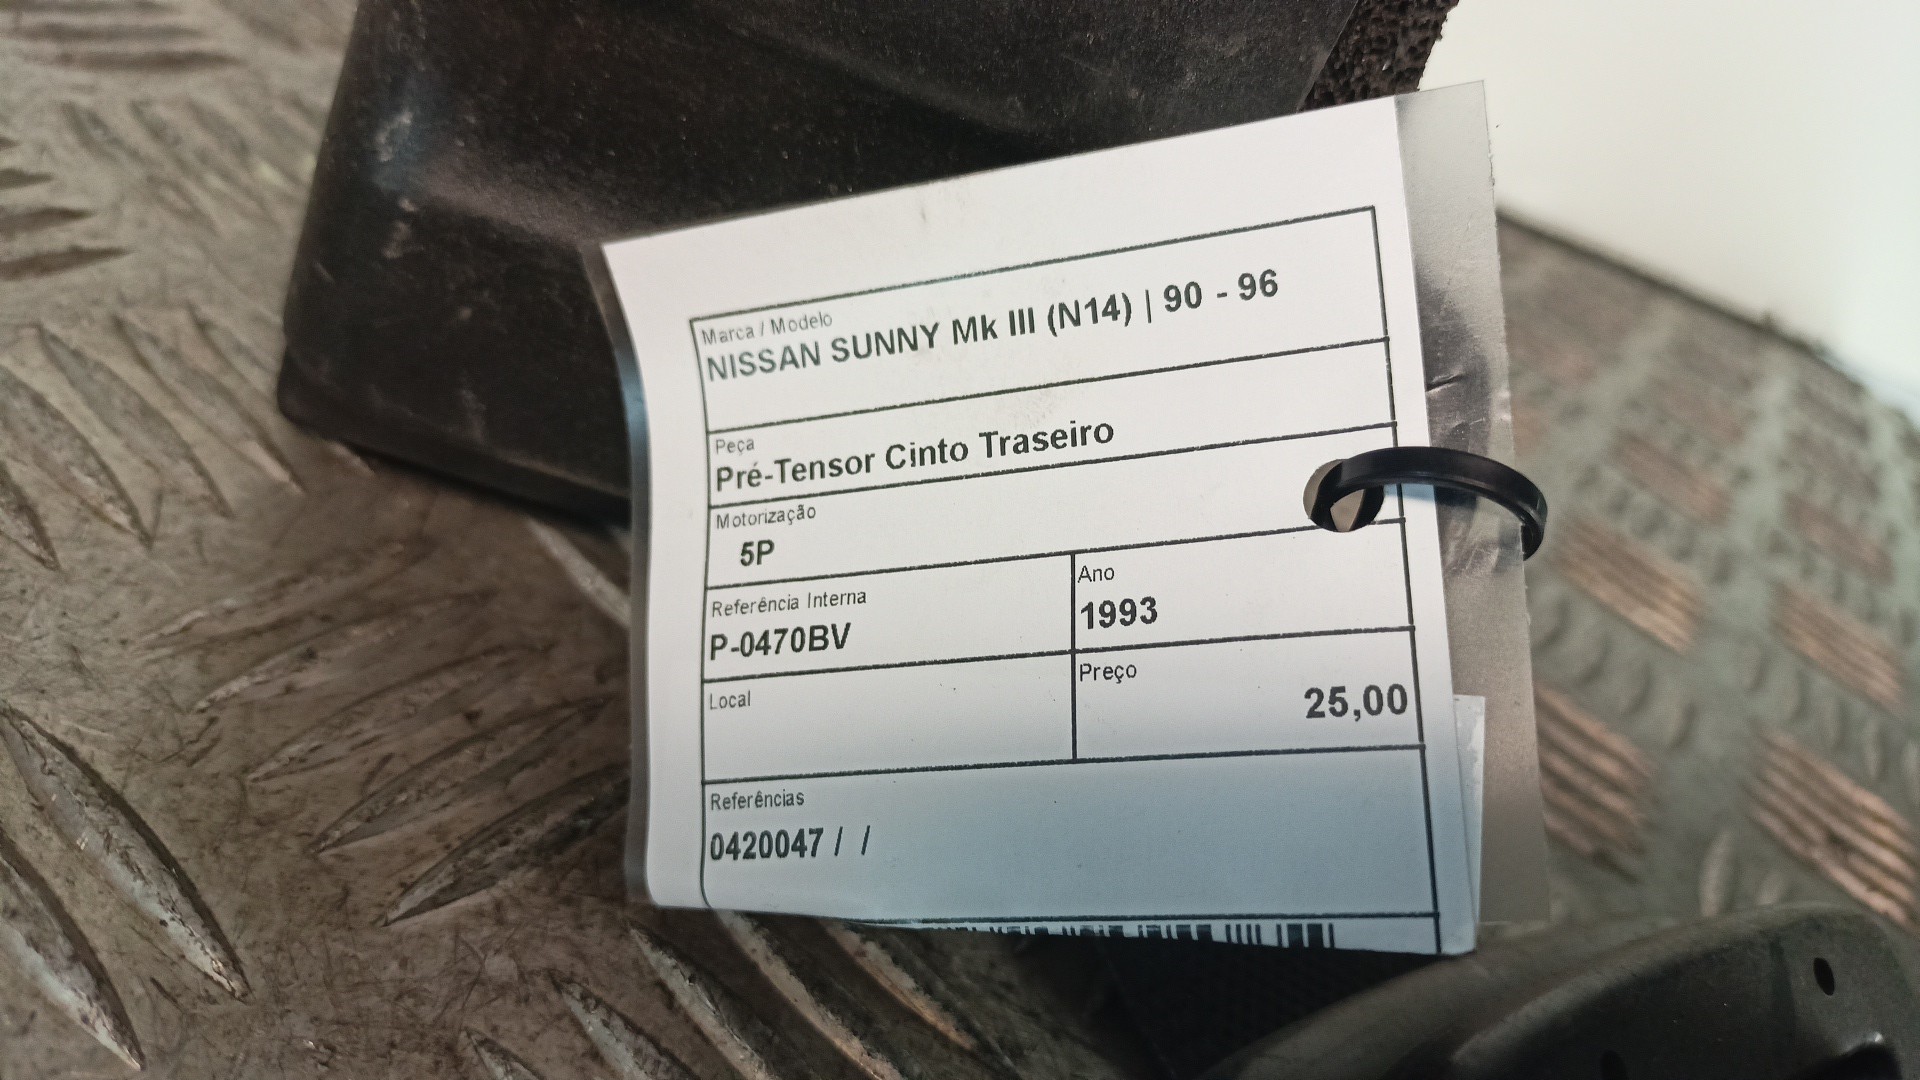 Marca / Modelo
NISSAN SUNNY Mk III (N14) | 90 - 96
Peça
Pré-Tensor Cinto Traseiro
Motorização
5P
Referência Interna
P-0470BV
Ano
1993
Local
Preço
25,00
Referências
0420047 / /